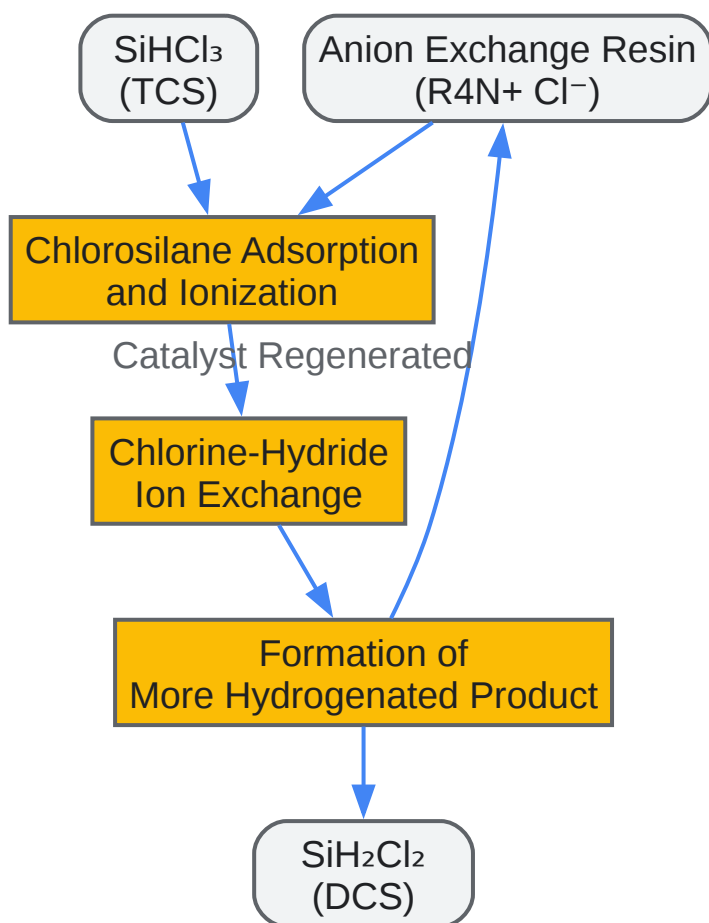 SiHCl₃
(TCS)
Anion Exchange Resin
(R4N+ Cl⁻)
Chlorosilane Adsorption
and Ionization
Catalyst Regenerated
Chlorine-Hydride
Ion Exchange
Formation of
More Hydrogenated Product
SiH₂Cl₂
(DCS)